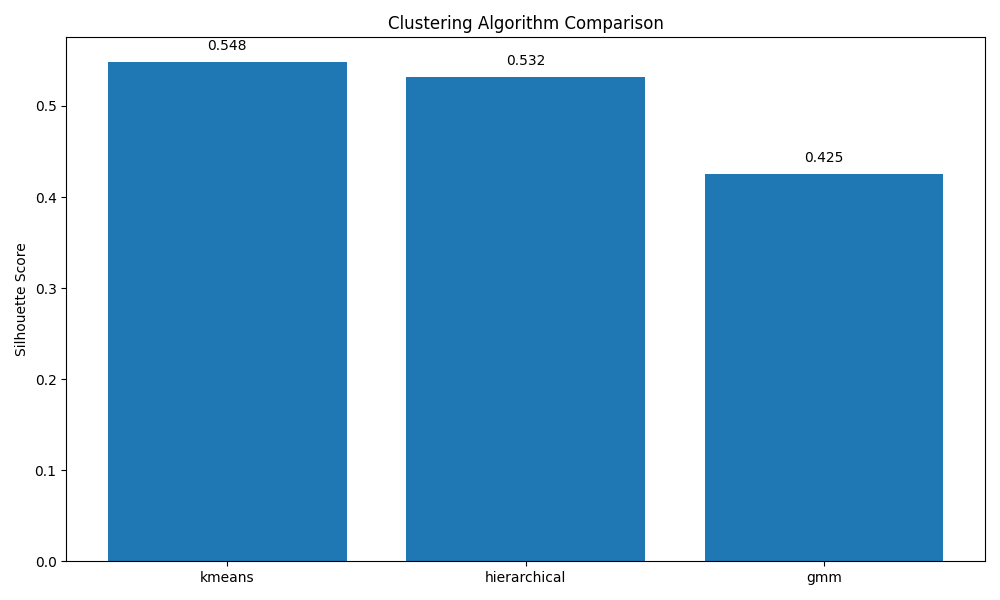 Clustering Algorithm Comparison
0.548
0.532
0.425
Silhouette Score
0.5
0.4
0.3
0.2
0.1
0.0
kmeans
hierarchical
gmm